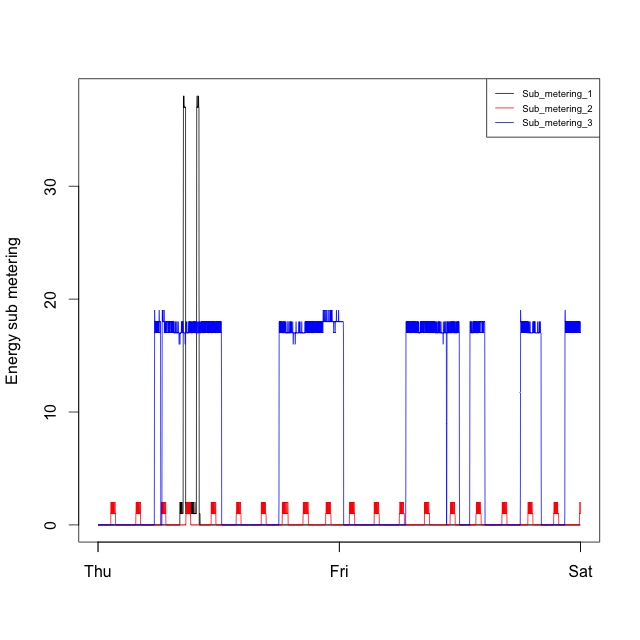 Sub_metering_1
Sub_metering_2
Sub_metering_3
Energy sub metering
30
20
10
0
Thu Fri Sat